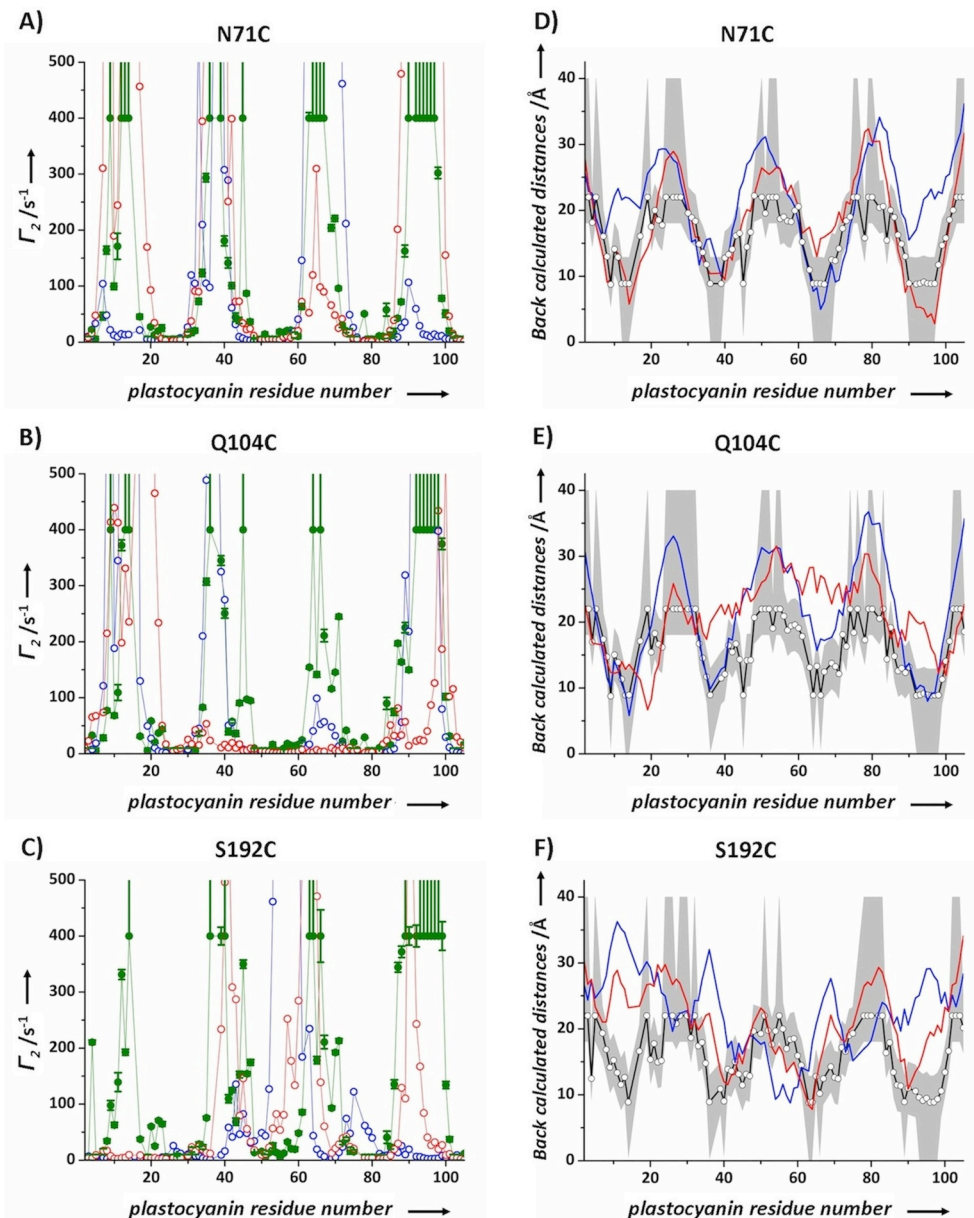 A)
N71C
500
400
300
200
100
0
Γ2 /s-1
20 40 60 80 100
plastocyanin residue number
D)
N71C
40
30
20
10
0
Back calculated distances /Å
20 40 60 80 100
plastocyanin residue number
B)
Q104C
500
400
300
200
100
0
Γ2 /s-1
20 40 60 80 100
plastocyanin residue number
E)
Q104C
40
30
20
10
0
Back calculated distances /Å
20 40 60 80 100
plastocyanin residue number
C)
S192C
500
400
300
200
100
0
Γ2 /s-1
20 40 60 80 100
plastocyanin residue number
F)
S192C
40
30
20
10
0
Back calculated distances /Å
20 40 60 80 100
plastocyanin residue number